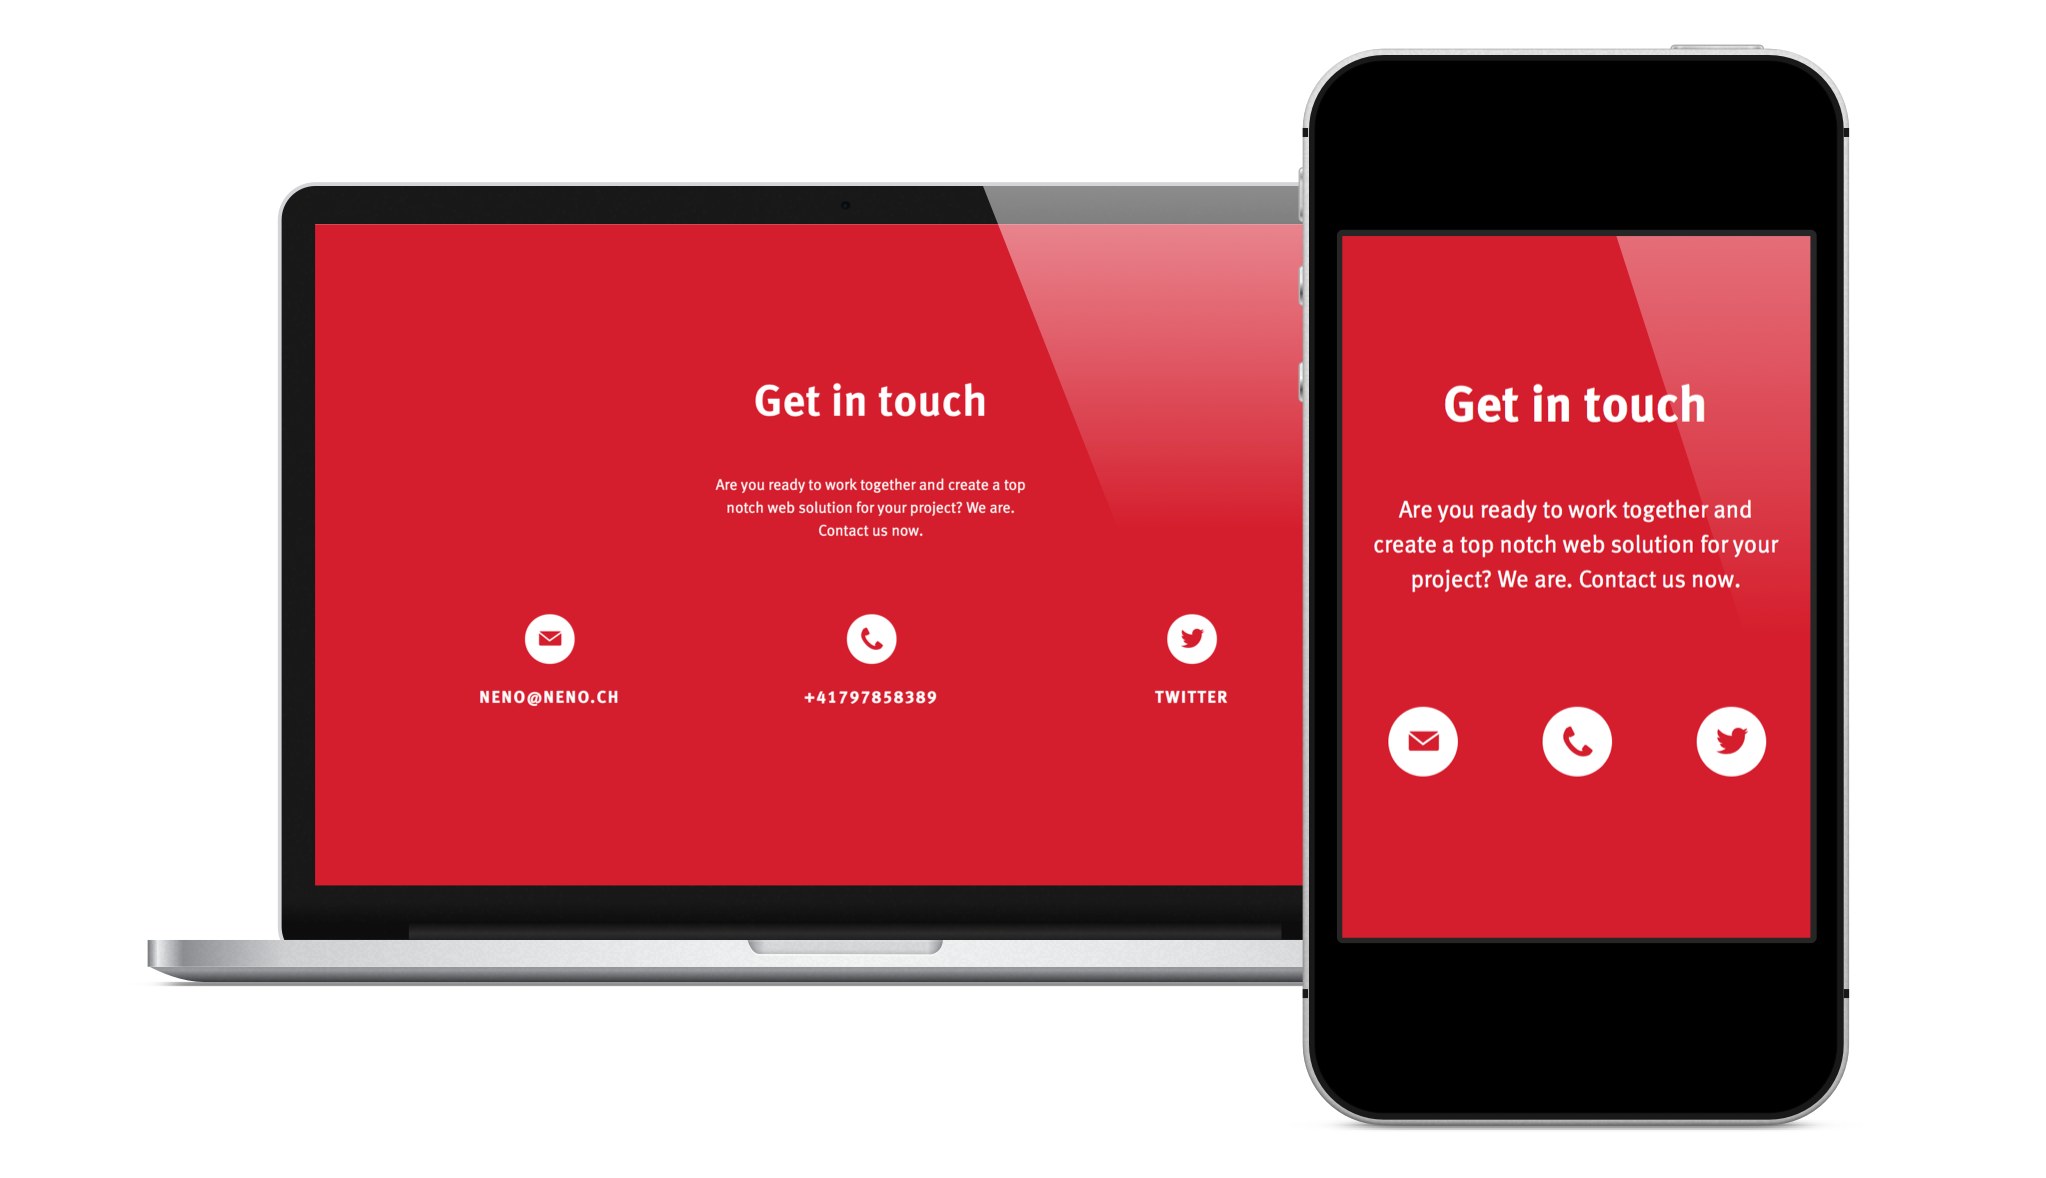 Get in touch
Are you ready to work together and create a top
notch web solution for your project? We are.
Contact us now.
NENO@NENO.CH
+41797858389
TWITTER
Get in touch
Are you ready to work together and
create a top notch web solution for your
project? We are. Contact us now.